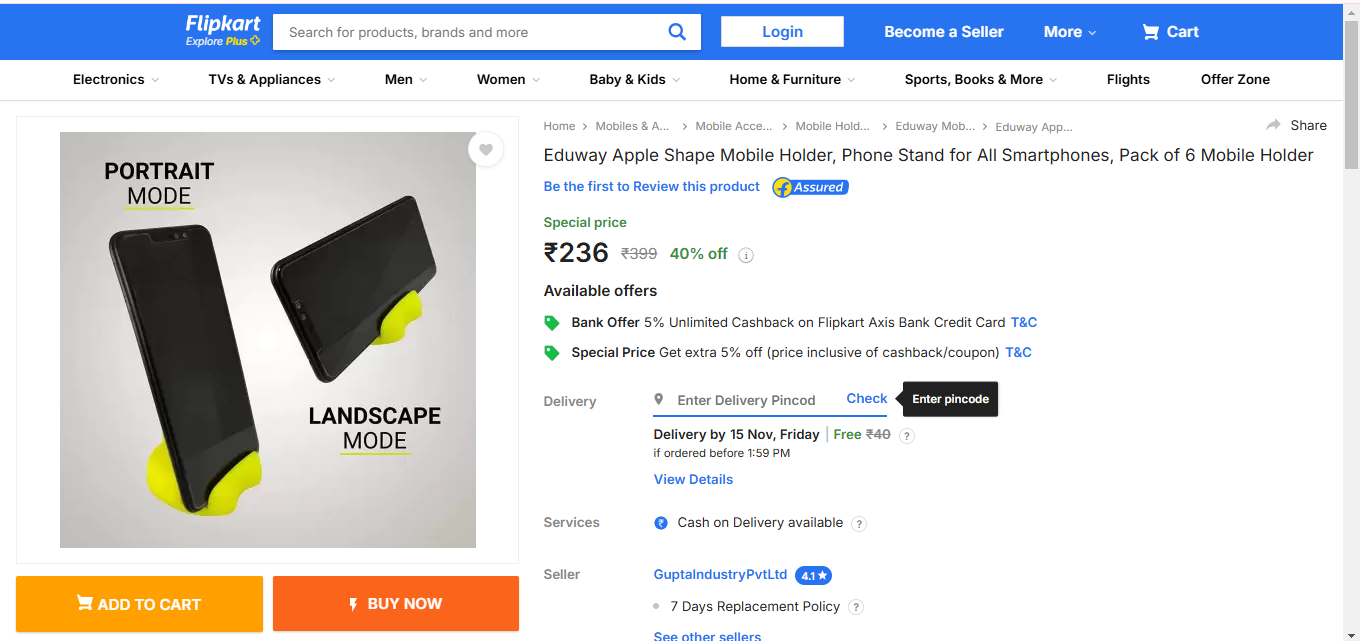 Flipkart
Explore Plus
Search for products, brands and more
Login
Become a Seller
More
Cart
Electronics
TVs & Appliances
Men
Women
Baby & Kids
Home & Furniture
Sports, Books & More
Flights
Offer Zone
PORTRAIT
MODE
LANDSCAPE
MODE
ADD TO CART
BUY NOW
Home
Mobiles & A...
Mobile Acce...
Mobile Hold...
Eduway Mob...
Eduway App...
Share
Eduway Apple Shape Mobile Holder, Phone Stand for All Smartphones, Pack of 6 Mobile Holder
Be the first to Review this product
Assured
Special price
₹236 ₹399 40% off
Available offers
Bank Offer 5% Unlimited Cashback on Flipkart Axis Bank Credit Card T&C
Special Price Get extra 5% off (price inclusive of cashback/coupon) T&C
Delivery
Enter Delivery Pincod
Check
Enter pincode
Delivery by 15 Nov, Friday | Free ₹40 ?
if ordered before 1:59 PM
View Details
Services
₹ Cash on Delivery available ?
Seller
GuptaIndustryPvtLtd 4.1★
7 Days Replacement Policy ?
See other sellers